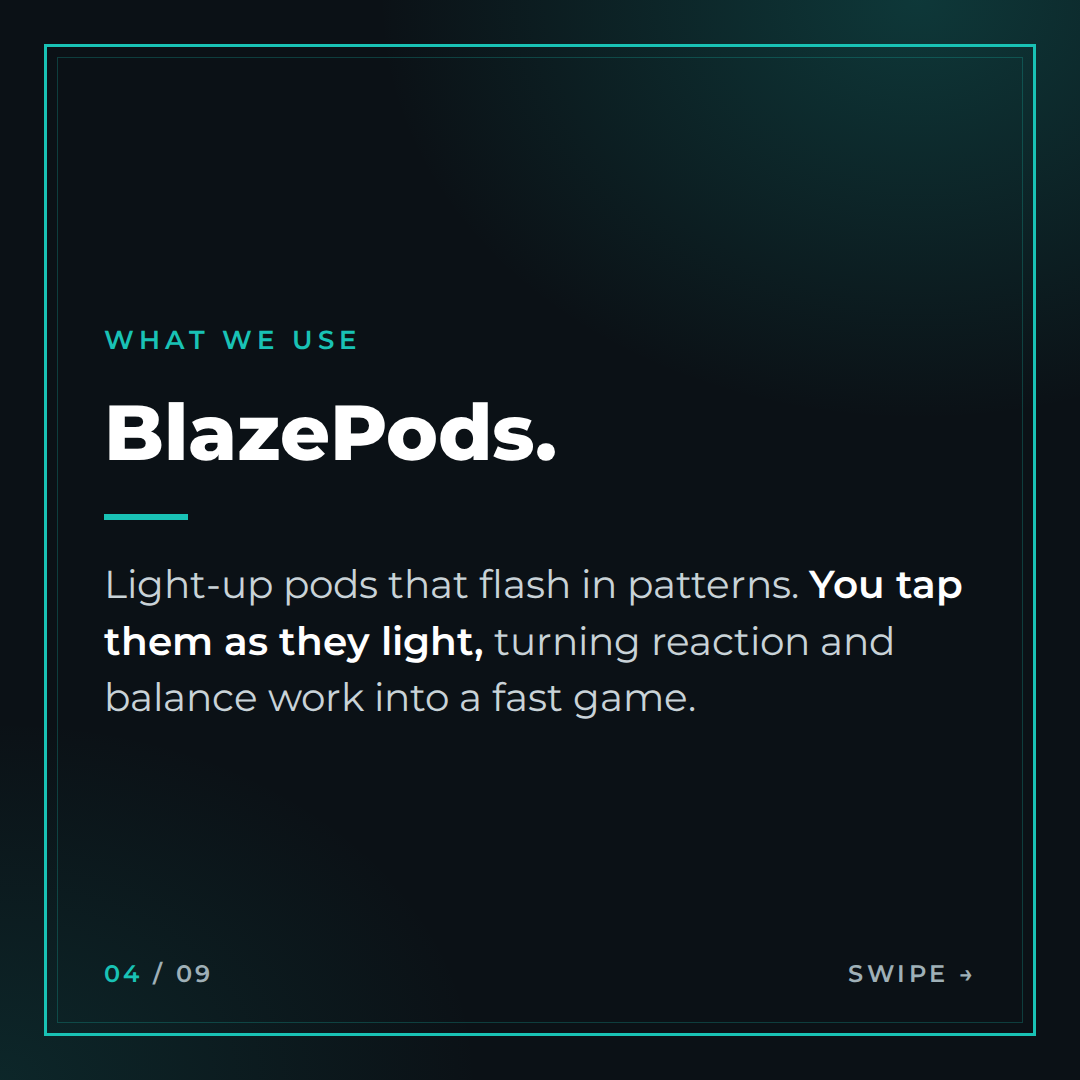 WHAT WE USE
BlazePods.
Light-up pods that flash in patterns. You tap
them as they light, turning reaction and
balance work into a fast game.
04 / 09
SWIPE →